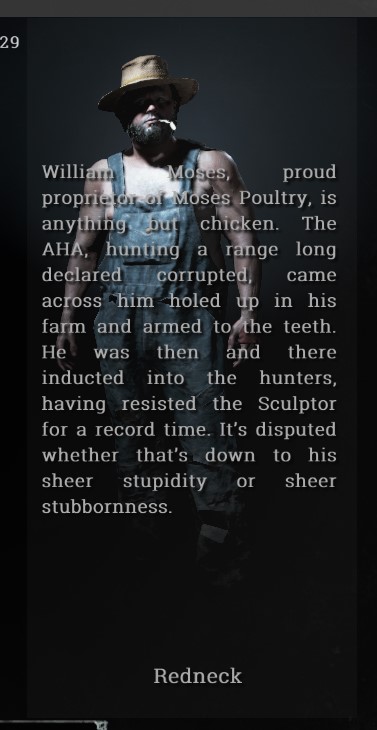 29
William Moses, proud
proprietor of Moses Poultry, is
anything but chicken. The
AHA, hunting a range long
declared corrupted, came
across him holed up in his
farm and armed to the teeth.
He was then and there
inducted into the hunters,
having resisted the Sculptor
for a record time. It's disputed
whether that's down to his
sheer stupidity or sheer
stubbornness.
Redneck